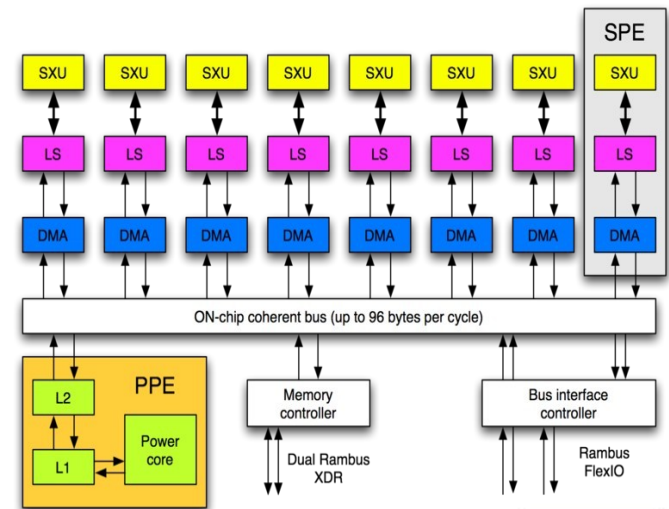 SPE
SXU SXU SXU SXU SXU SXU SXU SXU
LS LS LS LS LS LS LS LS
DMA DMA DMA DMA DMA DMA DMA DMA
ON-chip coherent bus (up to 96 bytes per cycle)
PPE
L2
L1
Power
core
Memory
controller
Dual Rambus
XDR
Bus interface
controller
Rambus
FlexIO